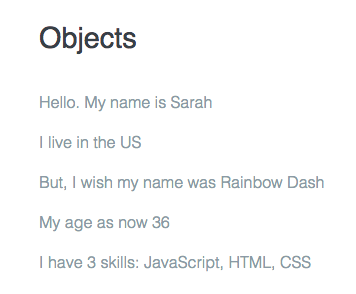 Objects
Hello. My name is Sarah
I live in the US
But, I wish my name was Rainbow Dash
My age as now 36
I have 3 skills: JavaScript, HTML, CSS